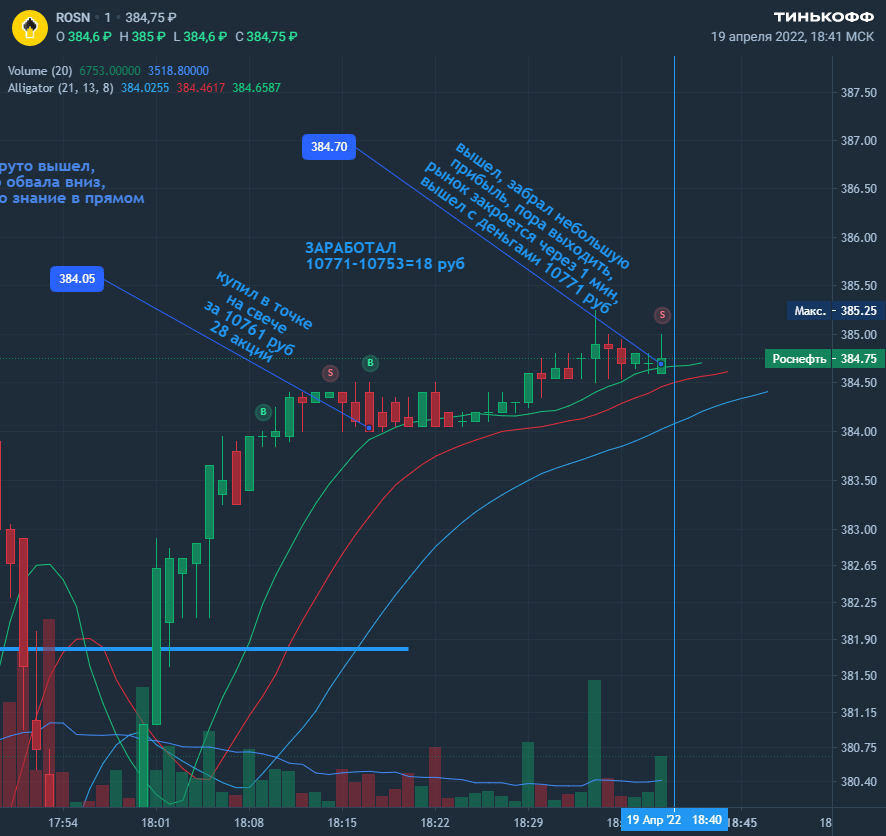 ROSN • 1 • 384,75 ₽
ТИНЬКОФФ
О 384,6 ₽ H 385 ₽ L 384,6 ₽ C 384,75 ₽
19 апреля 2022, 18:41 МСК
Volume (20) 6753.00000 3518.80000
Alligator (21, 13, 8) 384.0255 384.4617 384.6587
387.50
387.00
386.50
386.00
385.50
Макс. 385.25
385.00
Роснефть 384.75
384.50
384.00
383.50
383.00
382.65
382.25
381.90
381.50
381.15
380.75
380.40
руто вышел,
обвала вниз,
о знание в прямом
384.05
купил в точке
на свече
за 10761 руб
28 акций
ЗАРАБОТАЛ
10771-10753=18 руб
384.70
вышел, забрал небольшую
прибыль, пора выходить,
рынок закроется через 1 мин,
вышел с деньгами 10771 руб
B
S
B
S
17:54
18:01
18:08
18:15
18:22
18:29
19 Апр '22 18:40
18:45
18